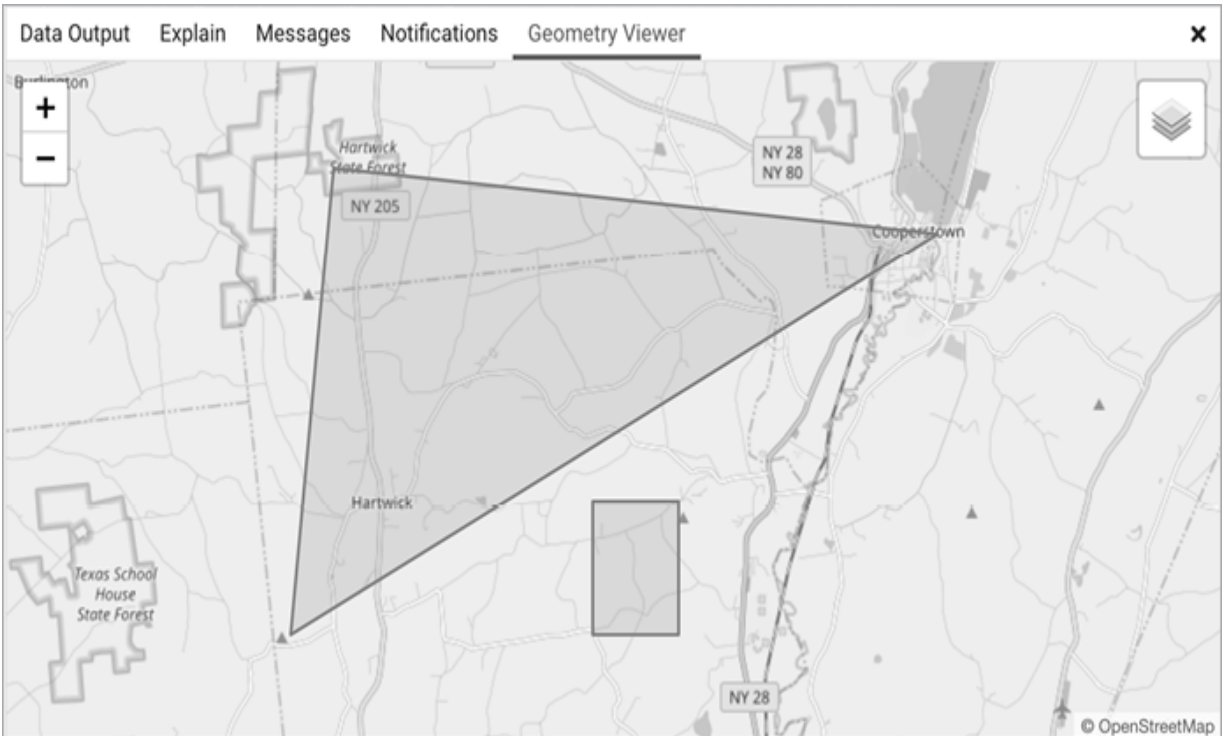 Data Output Explain Messages Notifications Geometry Viewer ×
Burlington
+
−
Hartwick
State Forest
NY 28
NY 80
NY 205
Cooperstown
Hartwick
Texas School
House
State Forest
NY 28
© OpenStreetMap